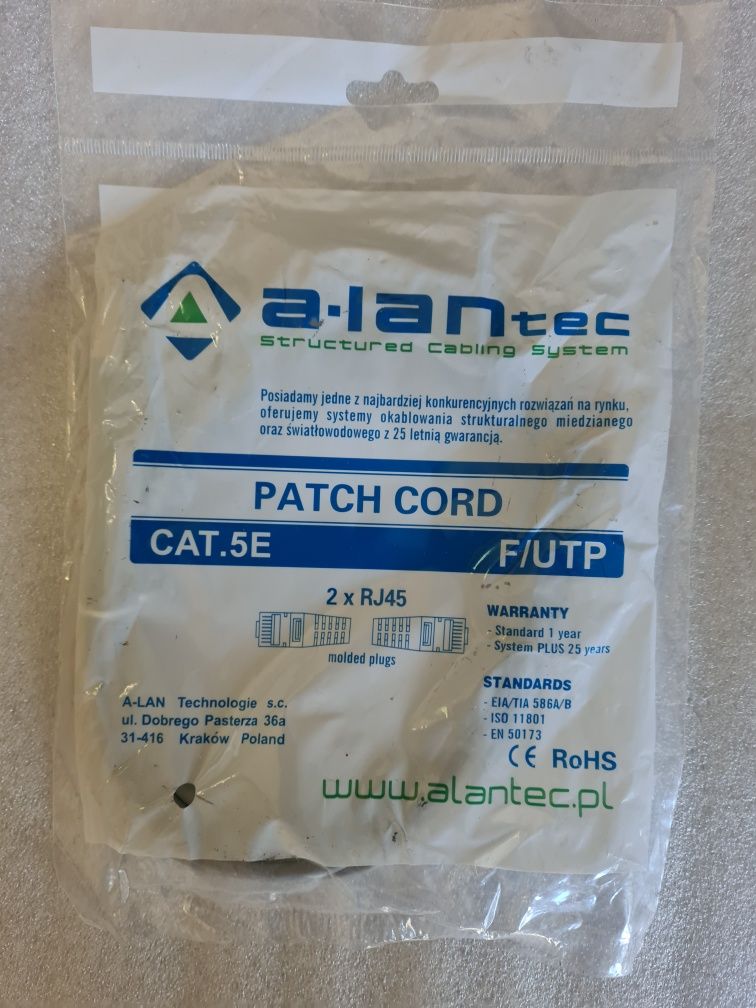 a-lantec
Structured Cabling System
Posiadamy jedne z najbardziej konkurencyjnych rozwiązań na rynku,
oferujemy systemy okablowania strukturalnego miedzianego
oraz światłowodowego z 25 letnią gwarancją.
PATCH CORD
CAT.5E F/UTP
2 x RJ45
molded plugs
WARRANTY
- Standard 1 year
- System PLUS 25 years
STANDARDS
- EIA/TIA 586A/B
- ISO 11801
- EN 50173
CE RoHS
A-LAN Technologie s.c.
ul. Dobrego Pasterza 36a
31-416 Kraków Poland
www.alantec.pl